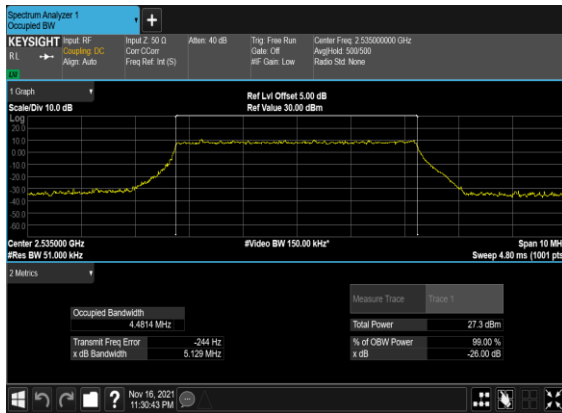 Spectrum Analyzer 1
Occupied BW
KEYSIGHT
RL
Input: RF
Coupling: DC
Align: Auto
Input Z: 50 Ω
Corr CCorr
Freq Ref: Int (S)
Atten: 40 dB
Trig: Free Run
Gate: Off
#IF Gain: Low
Center Freq: 2.535000000 GHz
Avg|Hold: 500/500
Radio Std: None
LXI
1 Graph
Scale/Div 10.0 dB
Ref Lvl Offset 5.00 dB
Ref Value 30.00 dBm
Log
20.0
10.0
0.00
-10.0
-20.0
-30.0
-40.0
-50.0
-60.0
Center 2.535000 GHz
#Res BW 51.000 kHz
#Video BW 150.00 kHz*
Span 10 MH
Sweep 4.80 ms (1001 pts
2 Metrics
Measure Trace
Trace 1
Occupied Bandwidth
4.4814 MHz
Total Power
27.3 dBm
Transmit Freq Error
-244 Hz
% of OBW Power
99.00 %
x dB Bandwidth
5.129 MHz
x dB
-26.00 dB
?
Nov 16, 2021
11:30:43 PM